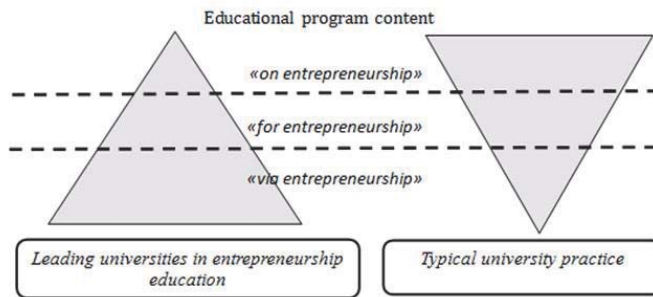 Educational program content
«on entrepreneurship»
«for entrepreneurship»
«via entrepreneurship»
Leading universities in entrepreneurship
education
Typical university practice